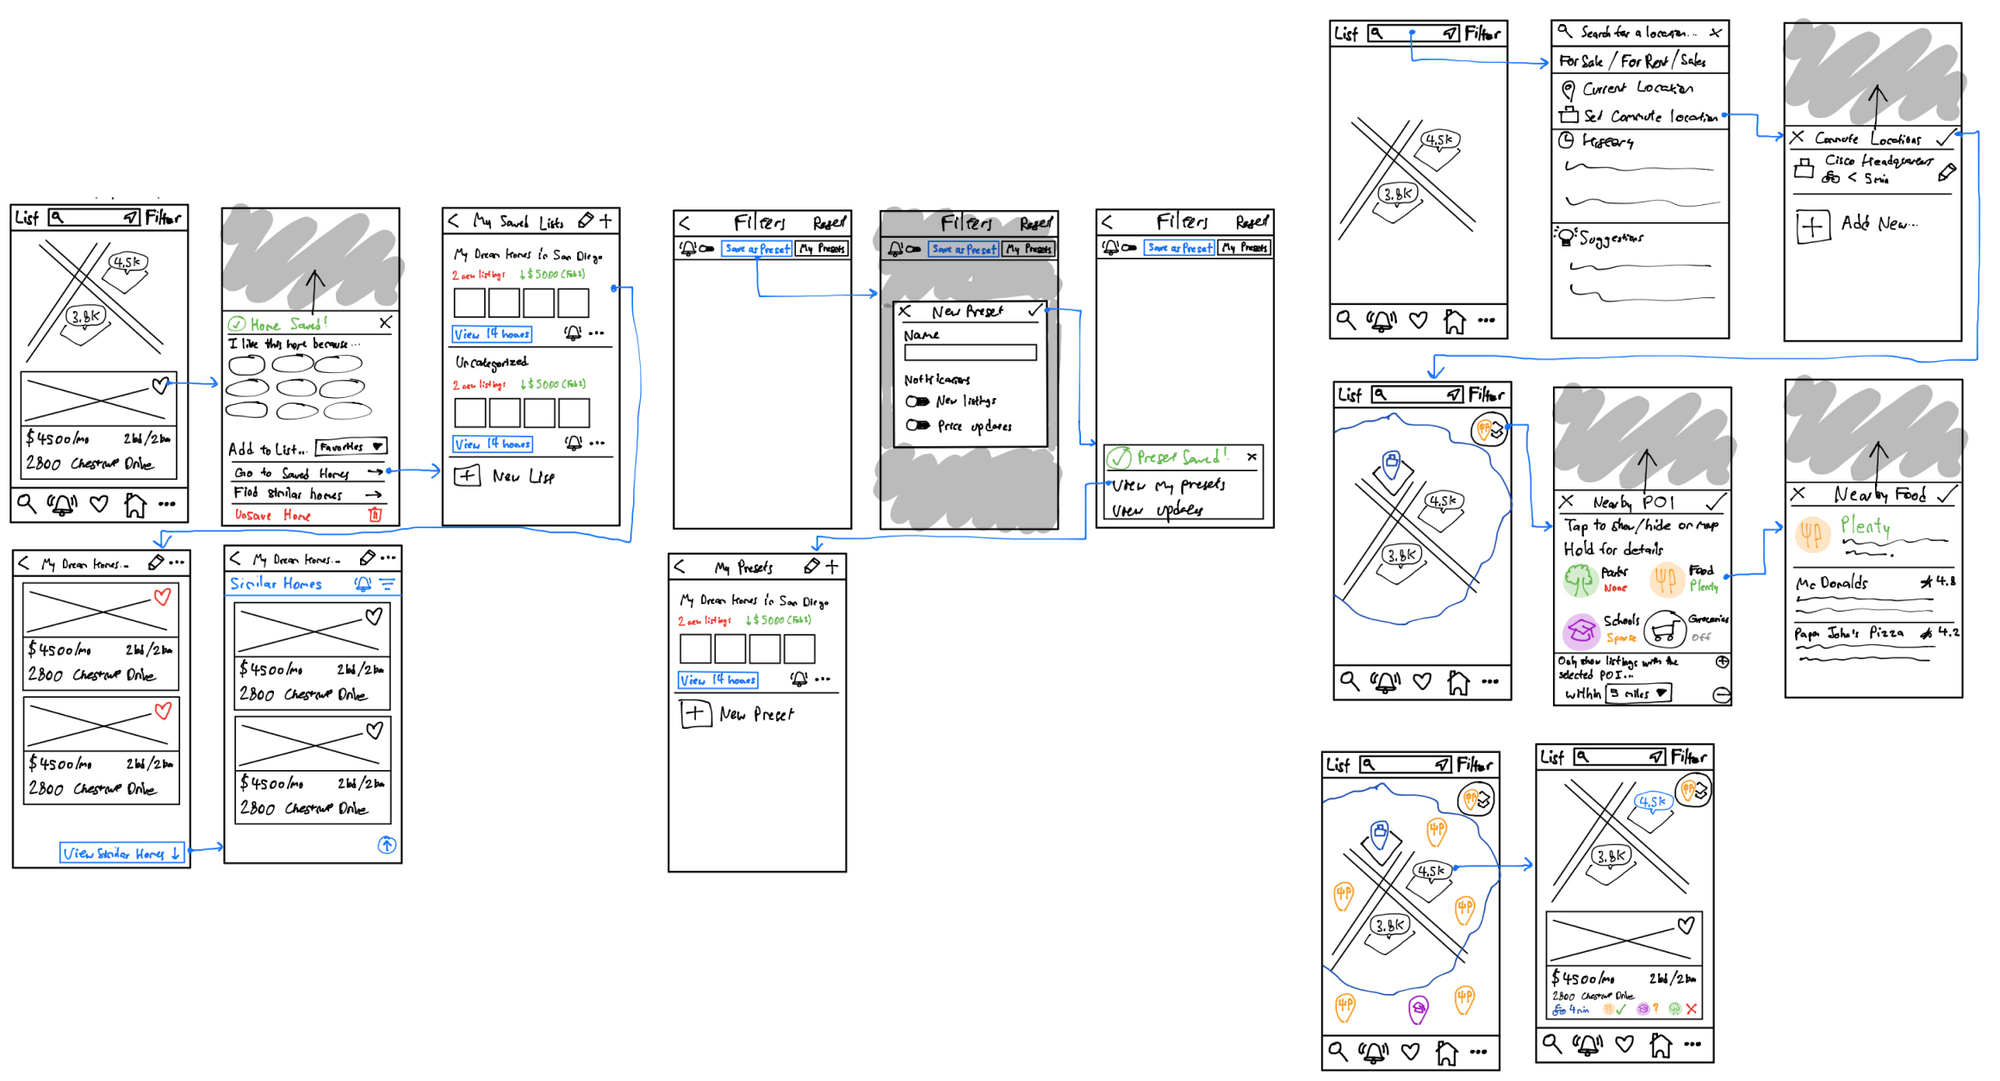 List Filter
4.5K
3.8K
$4500/mo 2bd/2ba
2800 Chestnut Drive
Home Saved!
I like this home because...
Add to List... Favorites
Go to Saved Homes
Find similar homes
Unsave Home
My Saved Lists
My Dream Homes in San Diego
2 new listings ↓$5000 (Feb 2)
View 14 homes
Uncategorized
2 new listings ↓$5000 (Feb 2)
View 14 homes
New List
My Dream Homes...
$4500/mo 2bd/2ba
2800 Chestnut Drive
$4500/mo 2bd/2ba
2800 Chestnut Drive
View Similar Homes ↓
My Dream Homes...
Similar Homes
$4500/mo 2bd/2ba
2800 Chestnut Drive
$4500/mo 2bd/2ba
2800 Chestnut Drive
Filters Reset
Save as Preset My Presets
Filters Reset
Save as Preset My Presets
New Preset
Name
Notifications
New listings
Price updates
Filters Reset
Save as Preset My Presets
Preset Saved!
View my presets
View updates
My Presets
My Dream Homes in San Diego
2 new listings ↓$5000 (Feb 2)
View 14 homes
New Preset
List Filter
4.5K
3.8K
Search for a location...
For Sale / For Rent / Sales
Current Location
Set Commute location
History
Suggestions
Commute Locations
Cisco Headquarters
< 5min
Add New...
List Filter
4.5K
3.8K
Nearby POI
Tap to show/hide on map
Hold for details
Parks
None
Food
Plenty
Schools
Sparse
Groceries
Off
Only show listings with the
selected POI...
within 5 miles
Nearby Food
Plenty
McDonalds 4.8
Papa John's Pizza 4.2
List Filter
4.5K
3.8K
List Filter
4.5K
3.8K
$4500/mo 2bd/2ba
2800 Chestnut Drive
4min ?